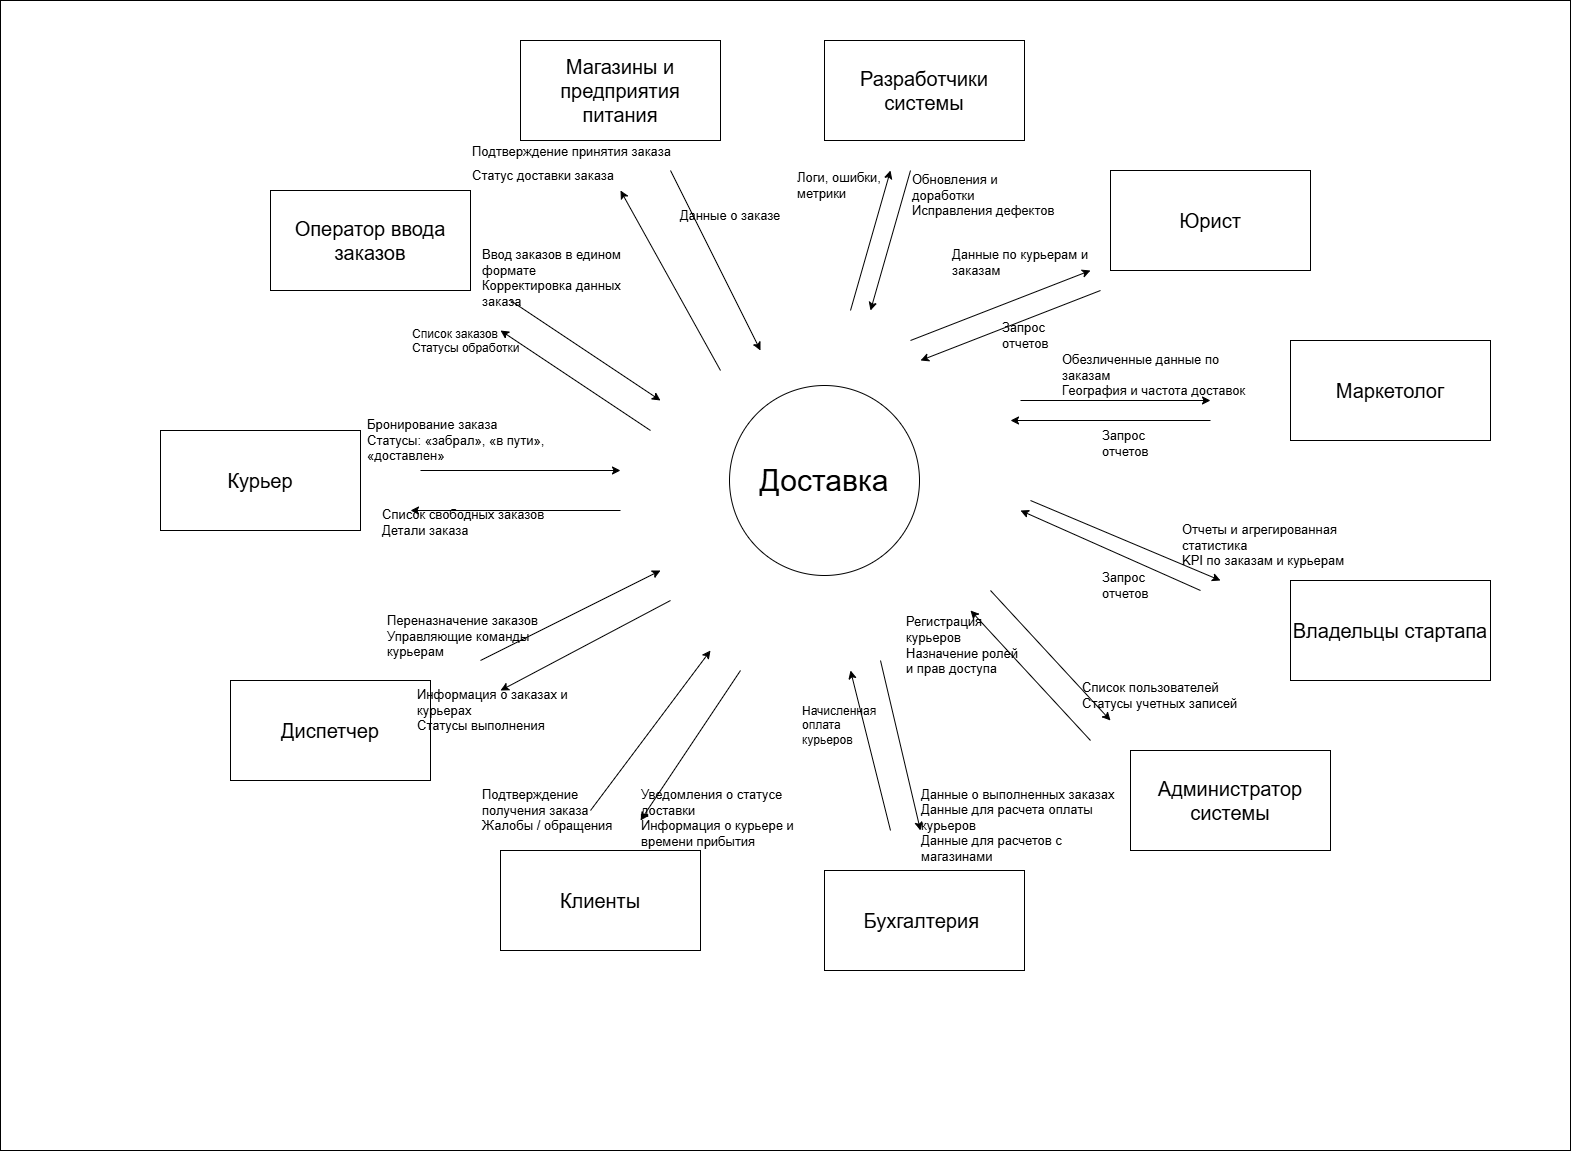 Магазины и
предприятия
питания
Разработчики
системы
Подтверждение принятия заказа
Статус доставки заказа
Данные о заказе
Логи, ошибки,
метрики
Обновления и
доработки
Исправления дефектов
Юрист
Оператор ввода
заказов
Ввод заказов в едином
формате
Корректировка данных
заказа
Данные по курьерам и
заказам
Запрос
отчетов
Список заказов
Статусы обработки
Обезличенные данные по
заказам
География и частота доставок
Маркетолог
Запрос
отчетов
Бронирование заказа
Статусы: «забрал», «в пути»,
«доставлен»
Курьер
Доставка
Список свободных заказов
Детали заказа
Отчеты и агрегированная
статистика
KPI по заказам и курьерам
Запрос
отчетов
Владельцы стартапа
Переназначение заказов
Управляющие команды
курьерам
Регистрация
курьеров
Назначение ролей
и прав доступа
Информация о заказах и
курьерах
Статусы выполнения
Диспетчер
Список пользователей
Статусы учетных записей
Начисленная
оплата
курьеров
Администратор
системы
Подтверждение
получения заказа
Жалобы / обращения
Уведомления о статусе
доставки
Информация о курьере и
времени прибытия
Данные о выполненных заказах
Данные для расчета оплаты
курьеров
Данные для расчетов с
магазинами
Клиенты
Бухгалтерия